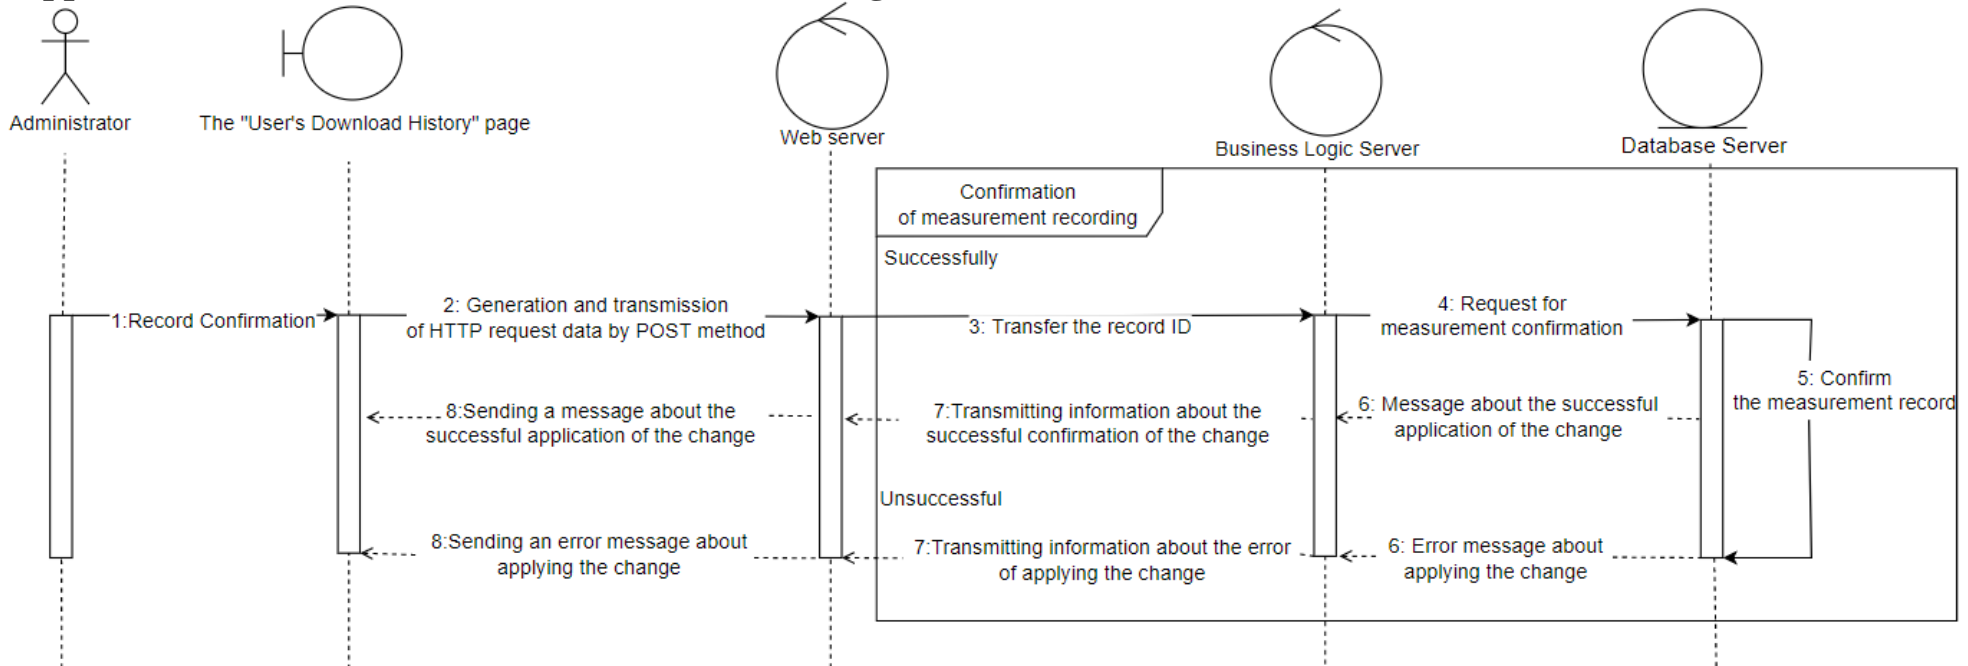 Administrator
The "User's Download History" page
Web server
Business Logic Server
Database Server
Confirmation
of measurement recording
Successfully
1:Record Confirmation
2: Generation and transmission
of HTTP request data by POST method
3: Transfer the record ID
4: Request for
measurement confirmation
5: Confirm
the measurement record
6: Message about the successful
application of the change
7:Transmitting information about the
successful confirmation of the change
8:Sending a message about the
successful application of the change
Unsuccessful
6: Error message about
applying the change
7:Transmitting information about the error
of applying the change
8:Sending an error message about
applying the change